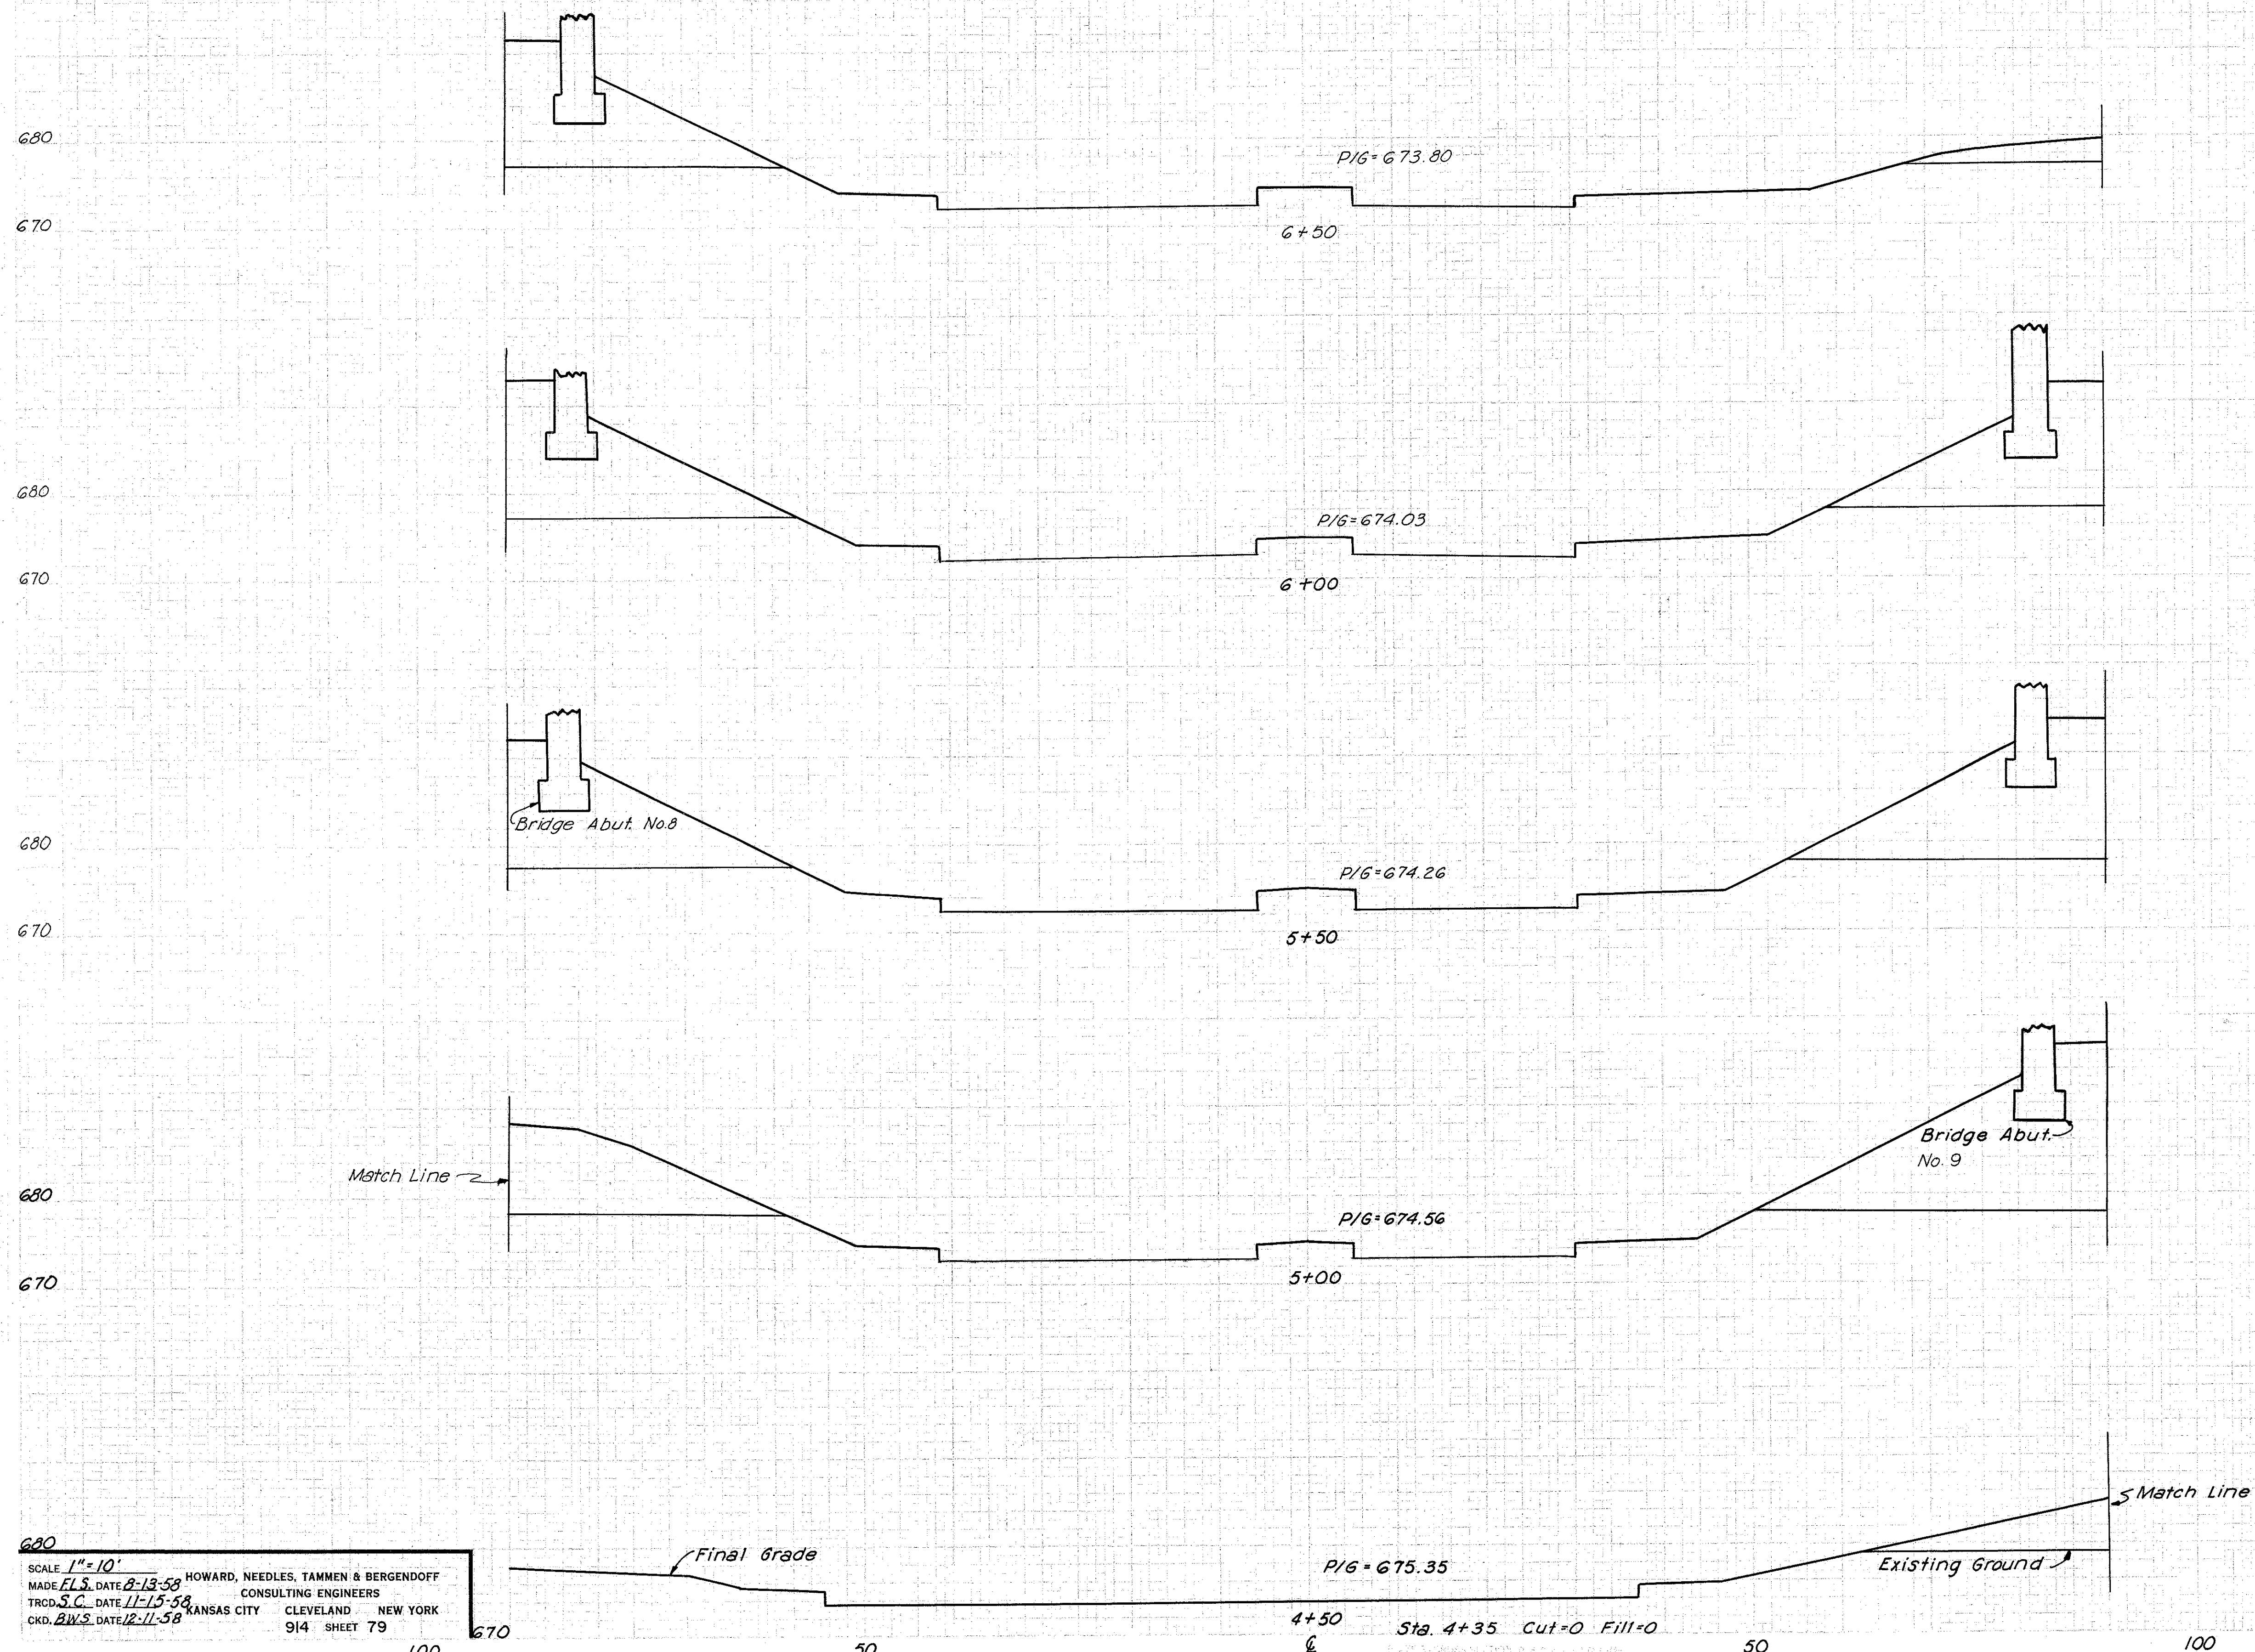 680
P/G=673.80
670
6+50
680
P/G=674.03
670
6+00
Bridge Abut. No.8
680
P/G=674.26
670
5+50
Bridge Abut.
No. 9
Match Line
680
P/G=674.56
670
5+00
Match Line
680
Final Grade
P/G = 675.35
Existing Ground
SCALE 1"=10'
MADE F.L.S. DATE 8-13-58
TRCD. S.C. DATE 11-15-58
CKD. B.W.S. DATE 12-11-58
HOWARD, NEEDLES, TAMMEN & BERGENDOFF
CONSULTING ENGINEERS
KANSAS CITY CLEVELAND NEW YORK
914 SHEET 79
670
4+50
Sta. 4+35 Cut=0 Fill=0
100
50
℄
50
100